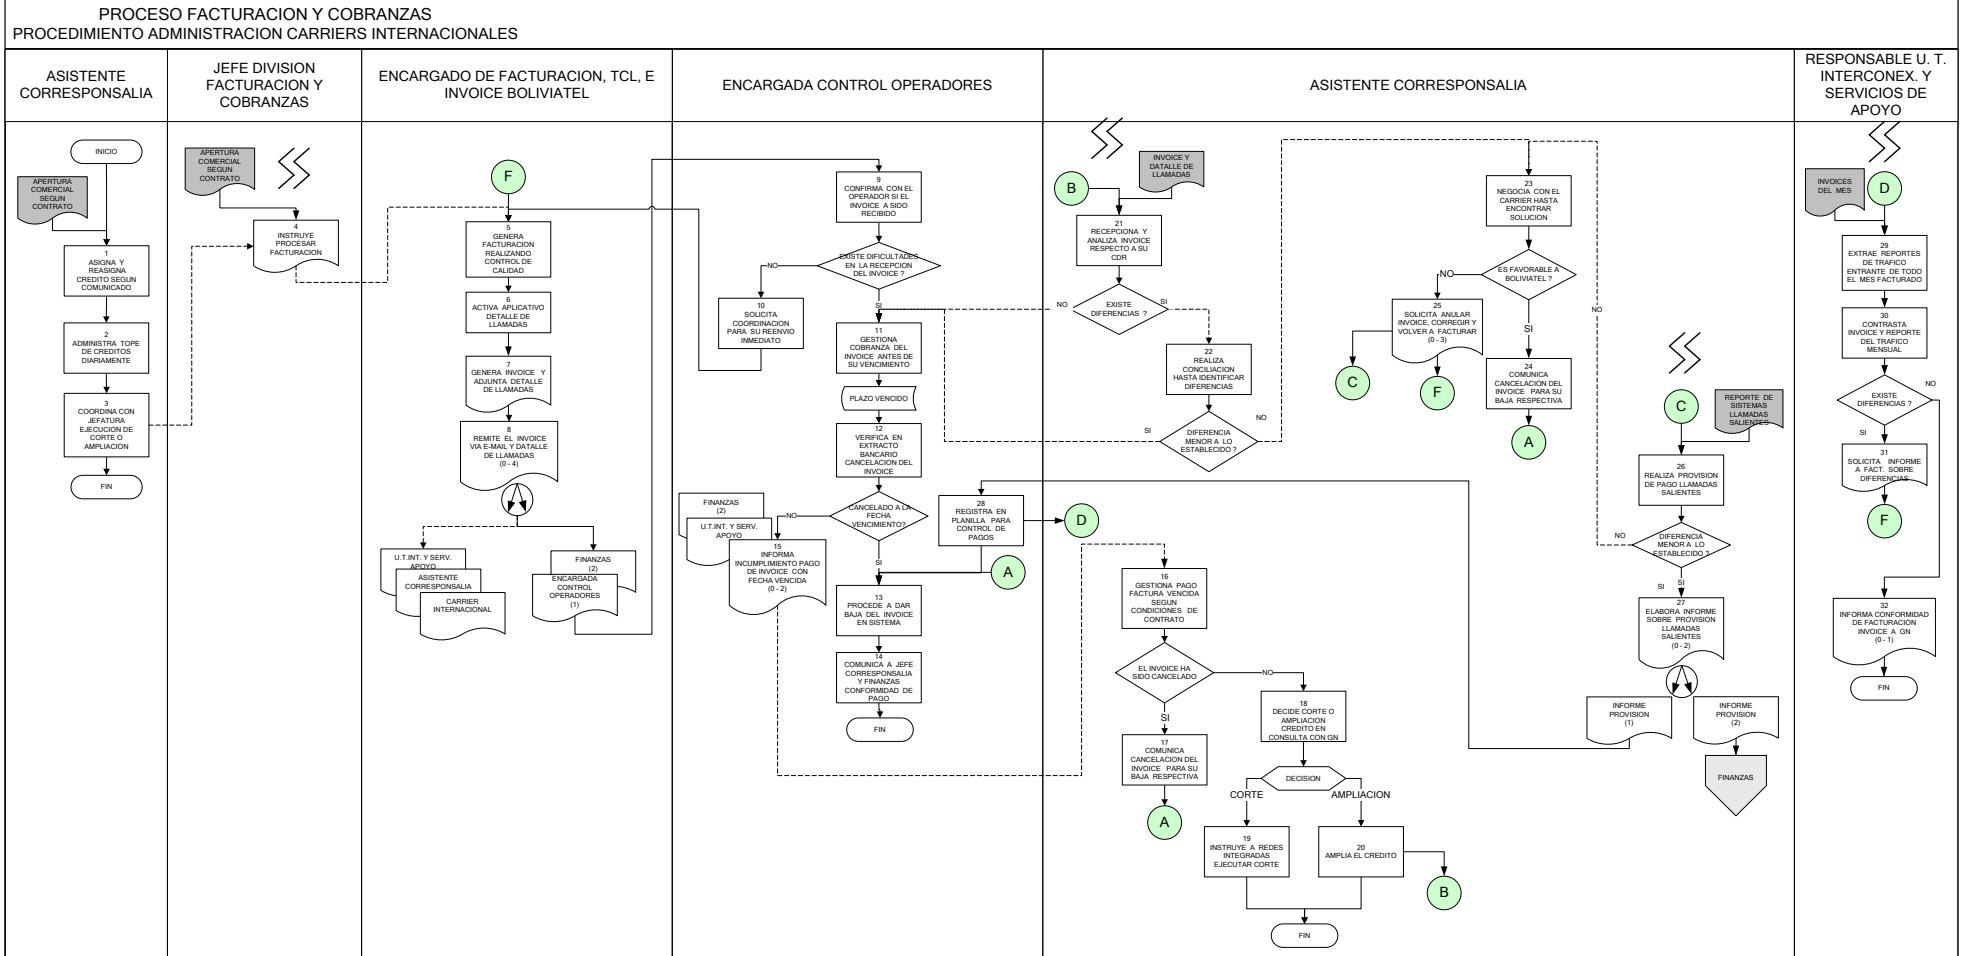 PROCESO FACTURACION Y COBRANZAS
PROCEDIMIENTO ADMINISTRACION CARRIERS INTERNACIONALES
ASISTENTE
CORRESPONSALIA
JEFE DIVISION
FACTURACION Y
COBRANZAS
ENCARGADO DE FACTURACION, TCL, E
INVOICE BOLIVIATEL
ENCARGADA CONTROL OPERADORES
ASISTENTE CORRESPONSALIA
RESPONSABLE U. T.
INTERCONEX. Y
SERVICIOS DE
APOYO
INICIO
APERTURA
COMERCIAL
SEGUN
CONTRATO
1
ASIGNA Y
REASIGNA
CREDITO SEGUN
COMUNICADO
2
ADMINISTRA TOPE
DE CREDITOS
DIARIAMENTE
3
COORDINA CON
JEFATURA
EJECUCION DE
CORTE O
AMPLIACION
FIN
APERTURA
COMERCIAL
SEGUN
CONTRATO
4
INSTRUYE
PROCESAR
FACTURACION
F
5
GENERA
FACTURACION
REALIZANDO
CONTROL DE
CALIDAD
6
ACTIVA APLICATIVO
DETALLE DE
LLAMADAS
7
GENERA INVOICE Y
ADJUNTA DETALLE
DE LLAMADAS
8
REMITE EL INVOICE
VIA E-MAIL Y DATALLE
DE LLAMADAS
(0 - 4)
U.T.INT. Y SERV.
APOYO
ASISTENTE
CORRESPONSALIA
CARRIER
INTERNACIONAL
FINANZAS
(2)
ENCARGADA
CONTROL
OPERADORES
(1)
9
CONFIRMA CON EL
OPERADOR SI EL
INVOICE A SIDO
RECIBIDO
EXISTE DIFICULTADES
EN LA RECEPCION
DEL INVOICE ?
NO
SI
10
SOLICITA
COORDINACION
PARA SU REENVIO
INMEDIATO
11
GESTIONA
COBRANZA DEL
INVOICE ANTES DE
SU VENCIMIENTO
PLAZO VENCIDO
12
VERIFICA EN
EXTRACTO
BANCARIO
CANCELACION DEL
INVOICE
CANCELADO A LA
FECHA
VENCIMIENTO?
NO
SI
FINANZAS
(2)
U.T.INT. Y SERV.
APOYO
15
INFORMA
INCUMPLIMIENTO PAGO
DE INVOICE CON
FECHA VENCIDA
(0 - 2)
28
REGISTRA EN
PLANILLA PARA
CONTROL DE
PAGOS
D
A
13
PROCEDE A DAR
BAJA DEL INVOICE
EN SISTEMA
14
COMUNICA A JEFE
CORRESPONSALIA
Y FINANZAS
CONFORMIDAD DE
PAGO
FIN
B
INVOICE Y
DATALLE DE
LLAMADAS
21
RECEPCIONA Y
ANALIZA INVOICE
RESPECTO A SU
CDR
NO
EXISTE
DIFERENCIAS ?
SI
22
REALIZA
CONCILIACION
HASTA IDENTIFICAR
DIFERENCIAS
SI
DIFERENCIA
MENOR A LO
ESTABLECIDO ?
NO
16
GESTIONA PAGO
FACTURA VENCIDA
SEGUN
CONDICIONES DE
CONTRATO
EL INVOICE HA
SIDO CANCELADO
NO
SI
17
COMUNICA
CANCELACION DEL
INVOICE PARA SU
BAJA RESPECTIVA
A
18
DECIDE CORTE O
AMPLIACION
CREDITO EN
CONSULTA CON GN
DECISION
CORTE
AMPLIACION
19
INSTRUYE A REDES
INTEGRADAS
EJECUTAR CORTE
20
AMPLIA EL CREDITO
B
FIN
23
NEGOCIA CON EL
CARRIER HASTA
ENCONTRAR
SOLUCION
ES FAVORABLE A
BOLIVIATEL ?
NO
SI
25
SOLICITA ANULAR
INVOICE, CORREGIR Y
VOLVER A FACTURAR
(0 - 3)
C
F
24
COMUNICA
CANCELACION DEL
INVOICE PARA SU
BAJA RESPECTIVA
A
NO
C
REPORTE DE
SISTEMAS
LLAMADAS
SALIENTES
26
REALIZA PROVISION
DE PAGO LLAMADAS
SALIENTES
NO
DIFERENCIA
MENOR A LO
ESTABLECIDO ?
SI
SI
27
ELABORA INFORME
SOBRE PROVISION
LLAMADAS
SALIENTES
(0 - 2)
INFORME
PROVISION
(1)
INFORME
PROVISION
(2)
FINANZAS
INVOICES
DEL MES
D
29
EXTRAE REPORTES
DE TRAFICO
ENTRANTE DE TODO
EL MES FACTURADO
30
CONTRASTA
INVOICE Y REPORTE
DEL TRAFICO
MENSUAL
EXISTE
DIFERENCIAS ?
NO
SI
31
SOLICITA INFORME
A FACT. SOBRE
DIFERENCIAS
F
32
INFORMA CONFORMIDAD
DE FACTURACION
INVOICE A GN
(0 - 1)
FIN